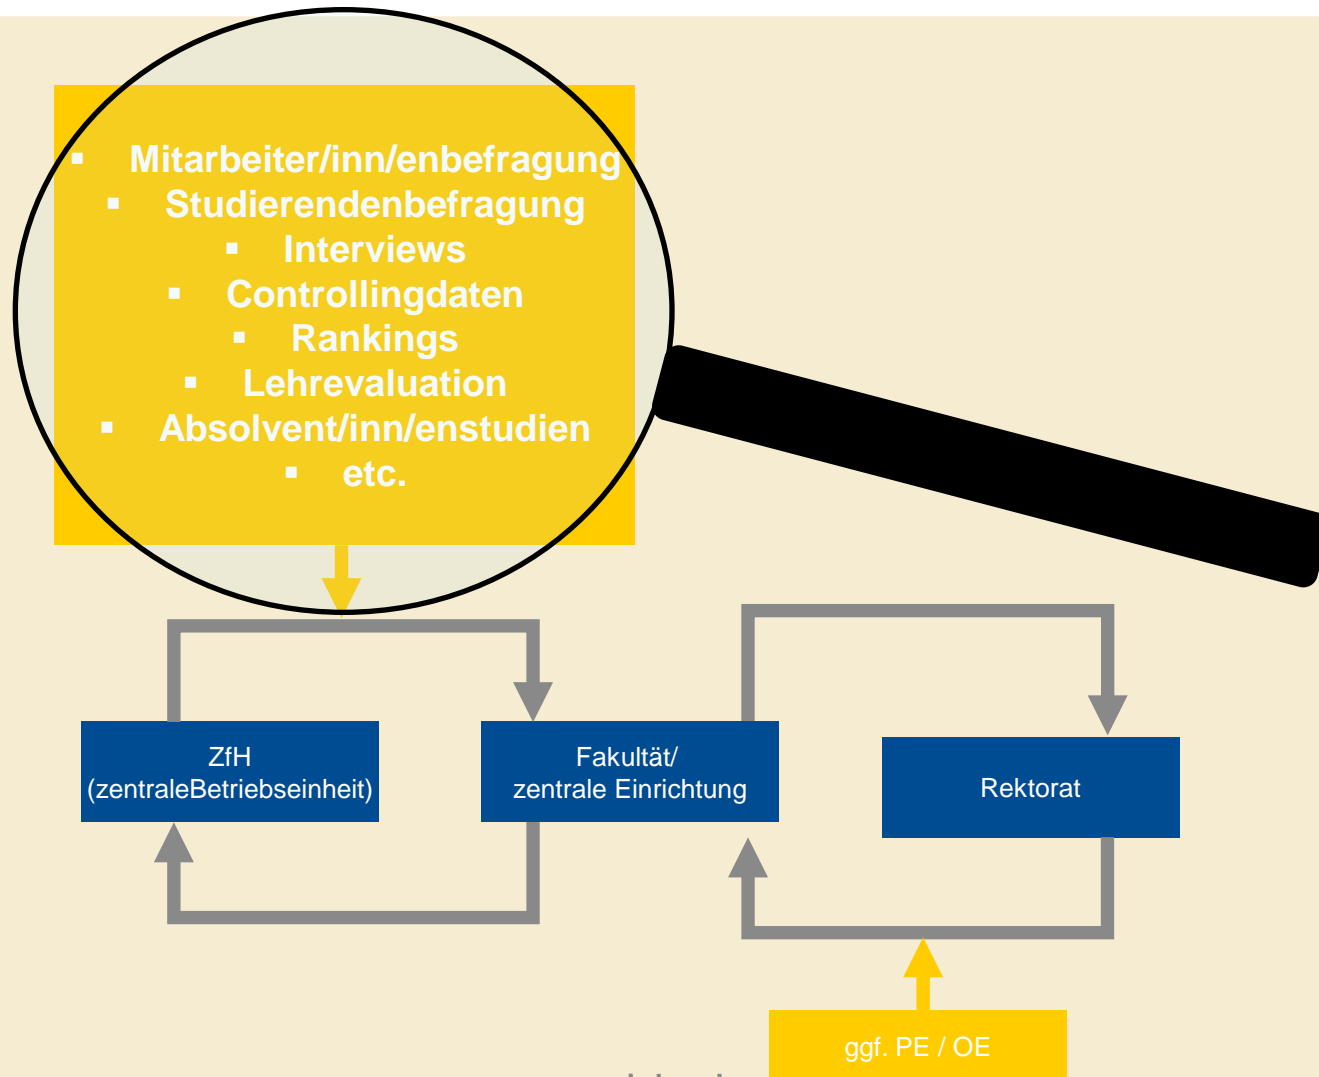 ▪ Mitarbeiter/inn/enbefragung
▪ Studierendenbefragung
▪ Interviews
▪ Controllingdaten
▪ Rankings
▪ Lehrevaluation
▪ Absolvent/inn/enstudien
▪ etc.
ZfH
(zentraleBetriebseinheit)
Fakultät/
zentrale Einrichtung
Rektorat
ggf. PE / OE